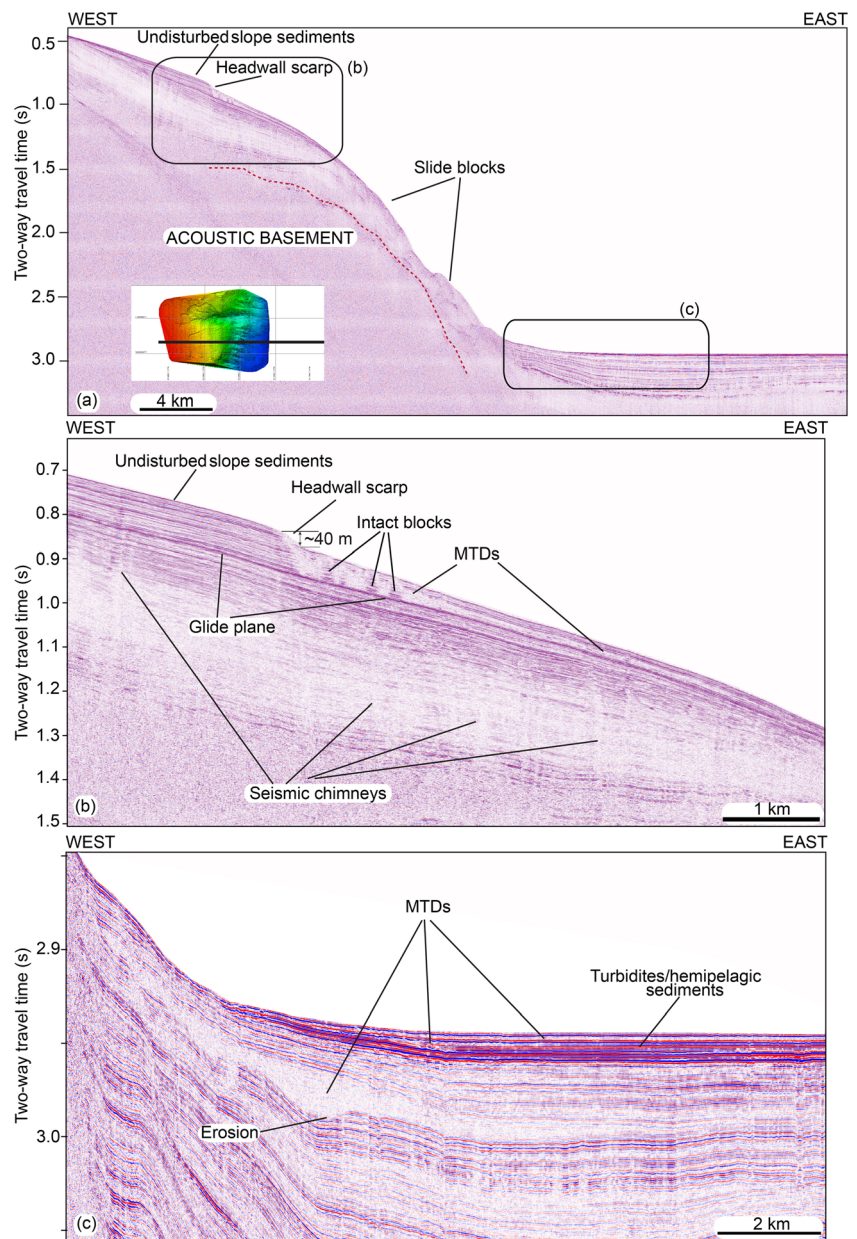 WEST
EAST
Undisturbed slope sediments
Headwall scarp
(b)
0.5
1.0
1.5
2.0
2.5
3.0
Two-way travel time (s)
Slide blocks
ACOUSTIC BASEMENT
(c)
(a)
4 km
WEST
EAST
Undisturbed slope sediments
Headwall scarp
Intact blocks
~40 m
MTDs
Glide plane
0.7
0.8
0.9
1.0
1.1
1.2
1.3
1.4
1.5
Two-way travel time (s)
Seismic chimneys
(b)
1 km
WEST
EAST
MTDs
Turbidites/hemipelagic
sediments
2.9
3.0
Two-way travel time (s)
Erosion
(c)
2 km